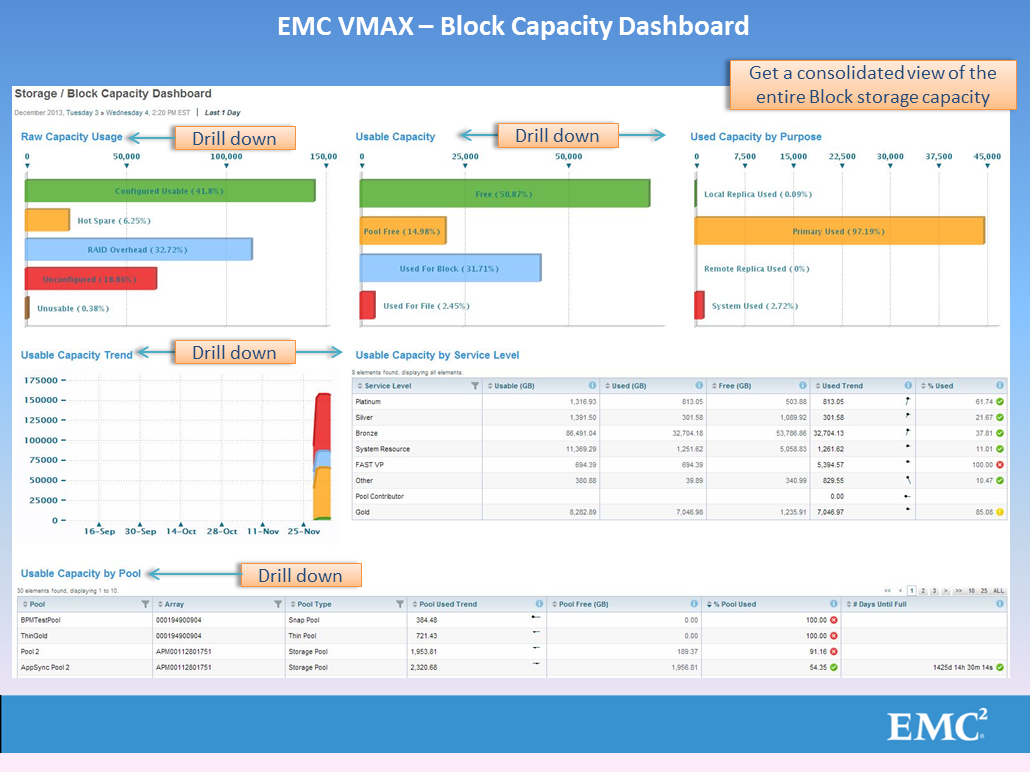 EMC VMAX – Block Capacity Dashboard
Get a consolidated view of the
entire Block storage capacity
Storage / Block Capacity Dashboard
December 2013, Tuesday 3 » Wednesday 4, 2:20 PM EST | Last 1 Day
Raw Capacity Usage
Drill down
0 50,000 100,000 150,000
Configured Usable ( 41.8% )
Hot Spare ( 6.25% )
RAID Overhead ( 32.72% )
Unconfigured ( 18.86% )
Unusable ( 0.38% )
Usable Capacity
Drill down
0 25,000 50,000
Free ( 50.87% )
Pool Free ( 14.98% )
Used For Block ( 31.71% )
Used For File ( 2.45% )
Used Capacity by Purpose
0 7,500 15,000 22,500 30,000 37,500 45,000
Local Replica Used ( 0.09% )
Primary Used ( 97.19% )
Remote Replica Used ( 0% )
System Used ( 2.72% )
Usable Capacity Trend
Drill down
175000
150000
125000
100000
75000
50000
25000
0
16-Sep 30-Sep 14-Oct 28-Oct 11-Nov 25-Nov
Usable Capacity by Service Level
8 elements found, displaying all elements.
Service Level Usable (GB) Used (GB) Free (GB) Used Trend % Used
Platinum 1,316.93 813.05 503.88 813.05 61.74
Silver 1,391.50 301.58 1,089.92 301.58 21.67
Bronze 86,491.04 32,704.18 53,786.86 32,704.13 37.81
System Resource 11,369.29 1,251.62 5,058.83 1,261.62 11.01
FAST VP 694.39 694.39 5,394.57 100.00
Other 380.88 39.89 340.99 829.55 10.47
Pool Contributor 0.00
Gold 8,282.89 7,046.98 1,235.91 7,046.97 85.08
Usable Capacity by Pool
Drill down
30 elements found, displaying 1 to 10.
<< < 1 2 3 > >> 10 25 ALL
Pool Array Pool Type Pool Used Trend Pool Free (GB) % Pool Used # Days Until Full
BPMTestPool 000194900904 Snap Pool 384.48 0.00 100.00
ThinGold 000194900904 Thin Pool 721.43 0.00 100.00
Pool 2 APM00112801751 Storage Pool 1,953.81 189.37 91.16
AppSync Pool 2 APM00112801751 Storage Pool 2,320.68 1,956.81 54.35 1425d 14h 30m 14s
EMC²